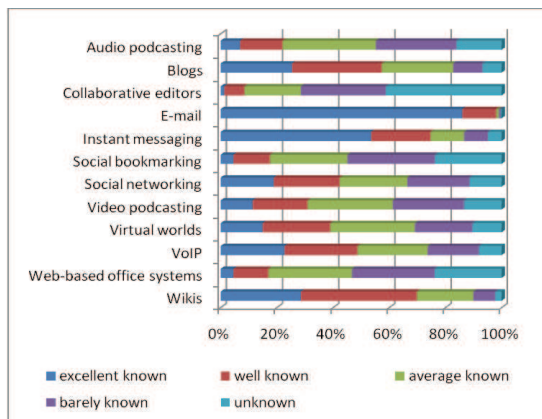 Audio podcasting
Blogs
Collaborative editors
E-mail
Instant messaging
Social bookmarking
Social networking
Video podcasting
Virtual worlds
VoIP
Web-based office systems
Wikis
0% 20% 40% 60% 80% 100%
excellent known well known average known
barely known unknown